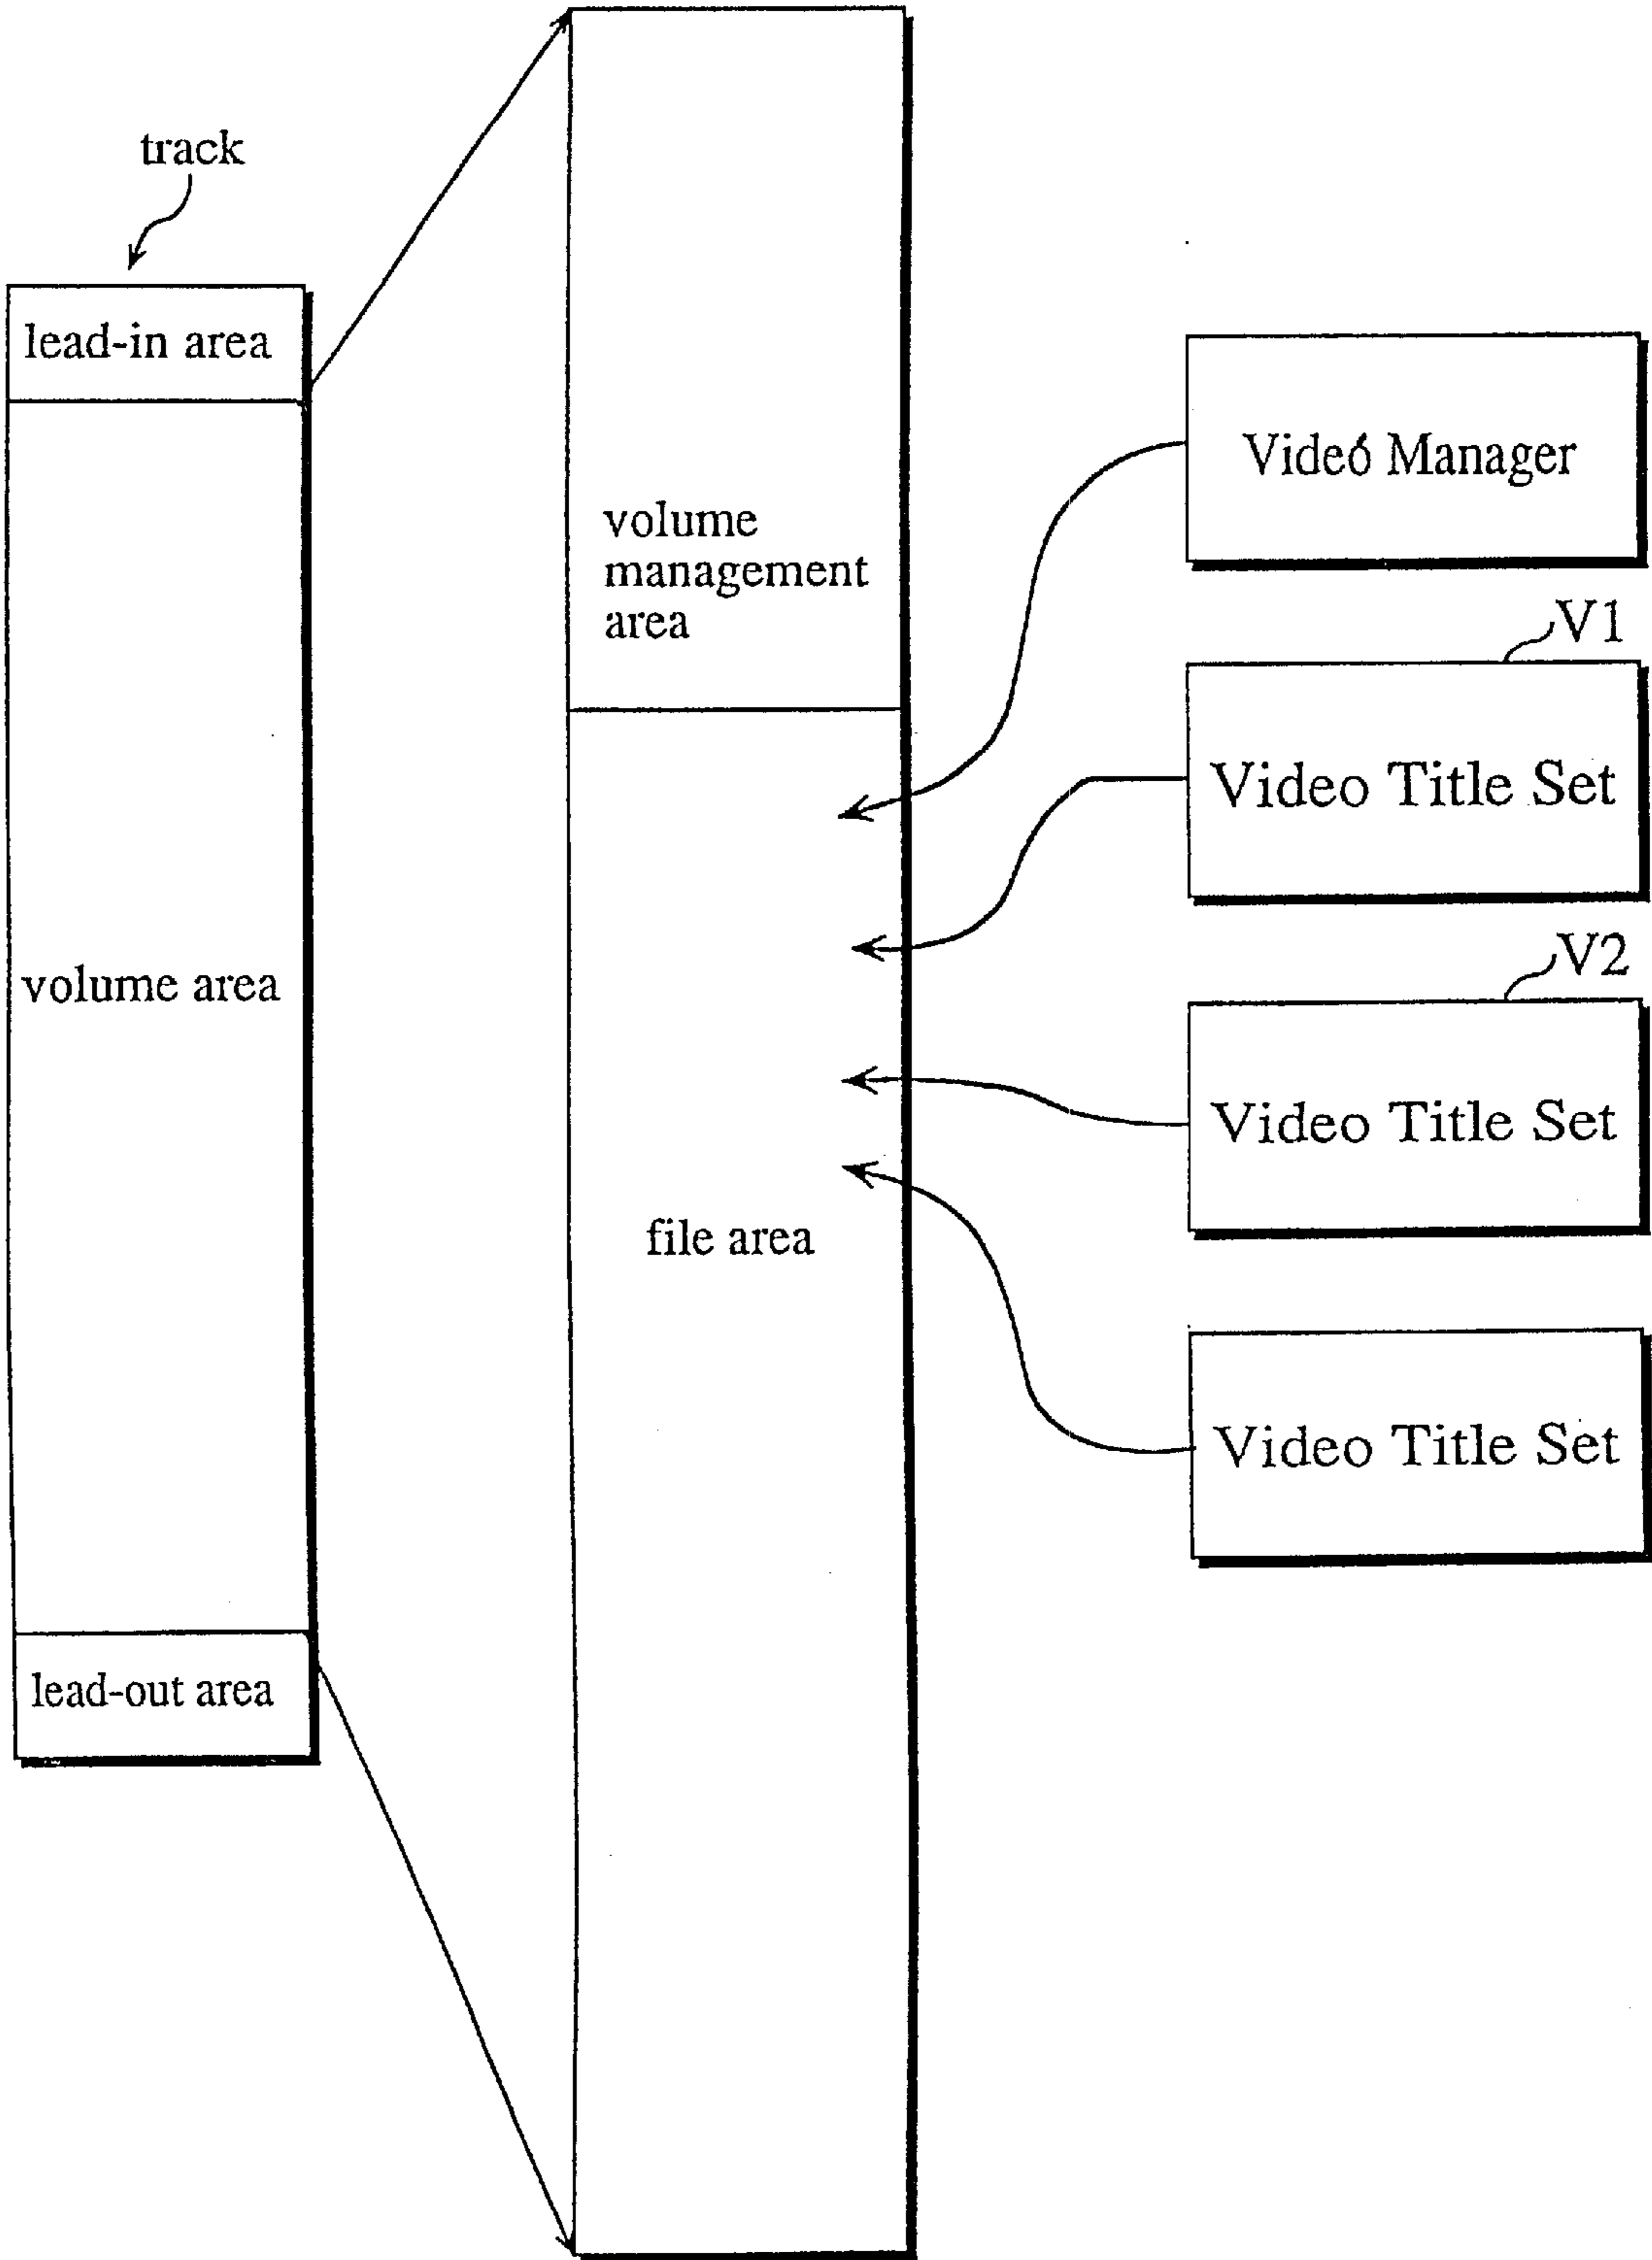 track
lead-in area
volume area
lead-out area
volume
management
area
file area
Video Manager
V1
Video Title Set
V2
Video Title Set
Video Title Set